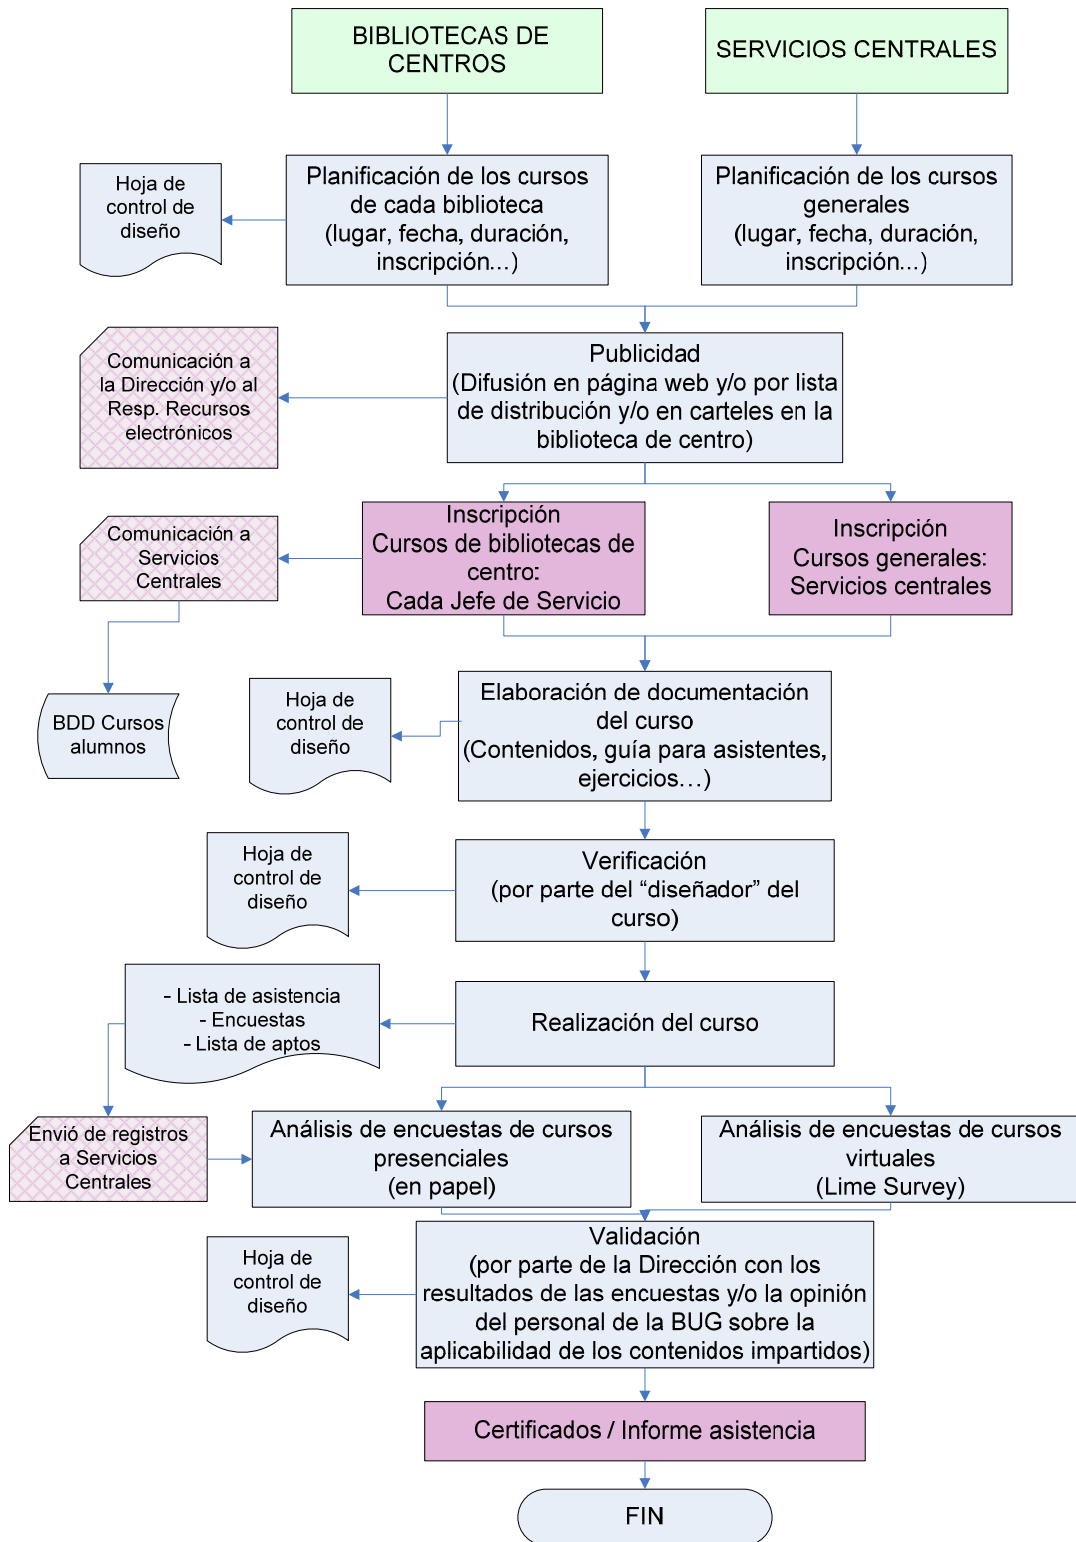 BIBLIOTECAS DE
CENTROS
SERVICIOS CENTRALES
Hoja de
control de
diseño
Planificación de los cursos
de cada biblioteca
(lugar, fecha, duración,
inscripción...)
Planificación de los cursos
generales
(lugar, fecha, duración,
inscripción...)
Comunicación a
la Dirección y/o al
Resp. Recursos
electrónicos
Publicidad
(Difusión en página web y/o por lista
de distribución y/o en carteles en la
biblioteca de centro)
Comunicación a
Servicios
Centrales
Inscripción
Cursos de bibliotecas de
centro:
Cada Jefe de Servicio
Inscripción
Cursos generales:
Servicios centrales
BDD Cursos
alumnos
Hoja de
control de
diseño
Elaboración de documentación
del curso
(Contenidos, guía para asistentes,
ejercicios…)
Hoja de
control de
diseño
Verificación
(por parte del “diseñador” del
curso)
- Lista de asistencia
- Encuestas
- Lista de aptos
Realización del curso
Envió de registros
a Servicios
Centrales
Análisis de encuestas de cursos
presenciales
(en papel)
Análisis de encuestas de cursos
virtuales
(Lime Survey)
Hoja de
control de
diseño
Validación
(por parte de la Dirección con los
resultados de las encuestas y/o la opinión
del personal de la BUG sobre la
aplicabilidad de los contenidos impartidos)
Certificados / Informe asistencia
FIN